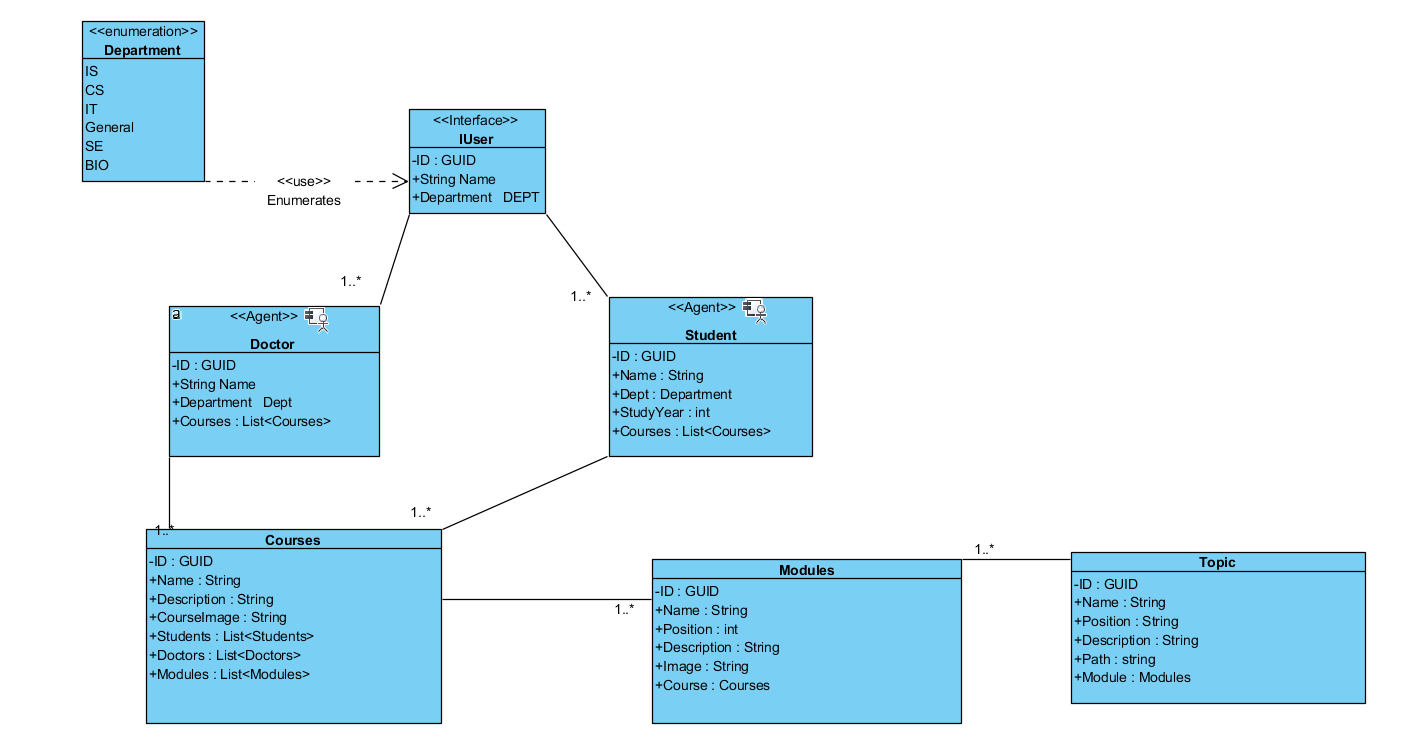 <<enumeration>>
Department
IS
CS
IT
General
SE
BIO
<<use>>
Enumerates
<<Interface>>
IUser
-ID : GUID
+String Name
+Department   DEPT
1..*
1..*
a
<<Agent>>
Doctor
-ID : GUID
+String Name
+Department   Dept
+Courses : List<Courses>
<<Agent>>
Student
-ID : GUID
+Name : String
+Dept : Department
+StudyYear : int
+Courses : List<Courses>
1..*
1..*
Courses
-ID : GUID
+Name : String
+Description : String
+CourseImage : String
+Students : List<Students>
+Doctors : List<Doctors>
+Modules : List<Modules>
1..*
Modules
-ID : GUID
+Name : String
+Position : int
+Description : String
+Image : String
+Course : Courses
1..*
Topic
-ID : GUID
+Name : String
+Position : String
+Description : String
+Path : string
+Module : Modules